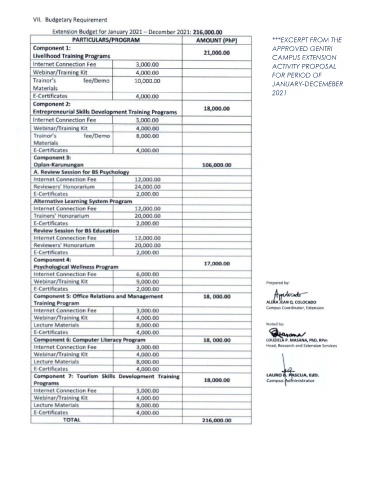 VII. Budgetary Requirement
Extension Budget for January 2021 – December 2021: 216,000.00
PARTICULARS/PROGRAM AMOUNT (PhP)
Component 1:
Livelihood Training Programs 21,000.00
Internet Connection Fee 3,000.00
Webinar/Training Kit 4,000.00
Trainor's fee/Demo 10,000.00
Materials
E-Certificates 4,000.00
Component 2:
Entrepreneurial Skills Development Training Programs 18,000.00
Internet Connection Fee 3,000.00
Webinar/Training Kit 4,000.00
Trainor's fee/Demo 8,000.00
Materials
E-Certificates 4,000.00
Component 3:
Oplan-Karunungan 106,000.00
A. Review Session for BS Psychology
Internet Connection Fee 12,000.00
Reviewers' Honorarium 24,000.00
E-Certificates 2,000.00
Alternative Learning System Program
Internet Connection Fee 12,000.00
Trainers' Honorarium 20,000.00
E-Certificates 2,000.00
Review Session for BS Education
Internet Connection Fee 12,000.00
Reviewers' Honorarium 20,000.00
E-Certificates 2,000.00
Component 4:
Psychological Wellness Program 17,000.00
Internet Connection Fee 6,000.00
Webinar/Training Kit 9,000.00
E-Certificates 2,000.00
Component 5: Office Relations and Management 18, 000.00
Training Program
Internet Connection Fee 3,000.00
Webinar/Training Kit 4,000.00
Lecture Materials 8,000.00
E-Certificates 4,000.00
Component 6: Computer Literacy Program 18, 000.00
Internet Connection Fee 3,000.00
Webinar/Training Kit 4,000.00
Lecture Materials 8,000.00
E-Certificates 4,000.00
Component 7: Tourism Skills Development Training 18,000.00
Programs
Internet Connection Fee 3,000.00
Webinar/Training Kit 4,000.00
Lecture Materials 8,000.00
E-Certificates 4,000.00
TOTAL 216,000.00
***EXCERPT FROM THE
APPROVED GENTRI
CAMPUS EXTENSION
ACTIVITY PROPOSAL
FOR PERIOD OF
JANUARY-DECEMEBER
2021
Prepared by:
JEAN Q. COLOCADO
Campus Coordinator, Extension
Noted by:
P. MASANA, PhD, RPm
Head, Research and Extension Services
LAURO B. PASCUA, EdD.
Campus Administrator